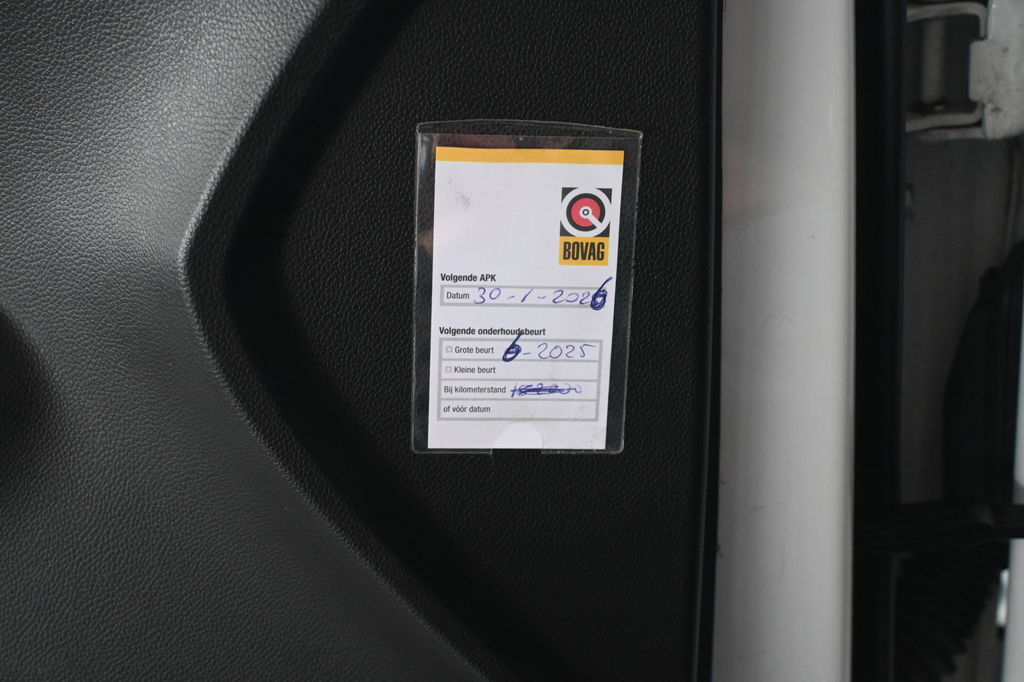 BOVAG
Volgende APK
Datum 30-1-2026
Volgende onderhoudsbeurt
Grote beurt 6-2025
Kleine beurt
Bij kilometerstand
of vóór datum